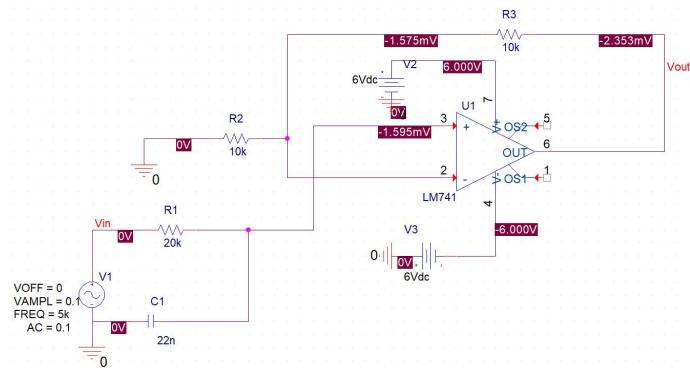 R3
-1.575mV
10k
-2.353mV
Vout
V2
6.000V
6Vdc
0V
U1
7
R2
0V
10k
-1.595mV
3
+
V+
OS2
5
OUT
6
2
-
V-
OS1
1
LM741
4
0
R1
Vin
0V
20k
-6.000V
V3
0
0V
6Vdc
V1
VOFF = 0
VAMPL = 0.1
FREQ = 5k
AC = 0.1
C1
0V
22n
0